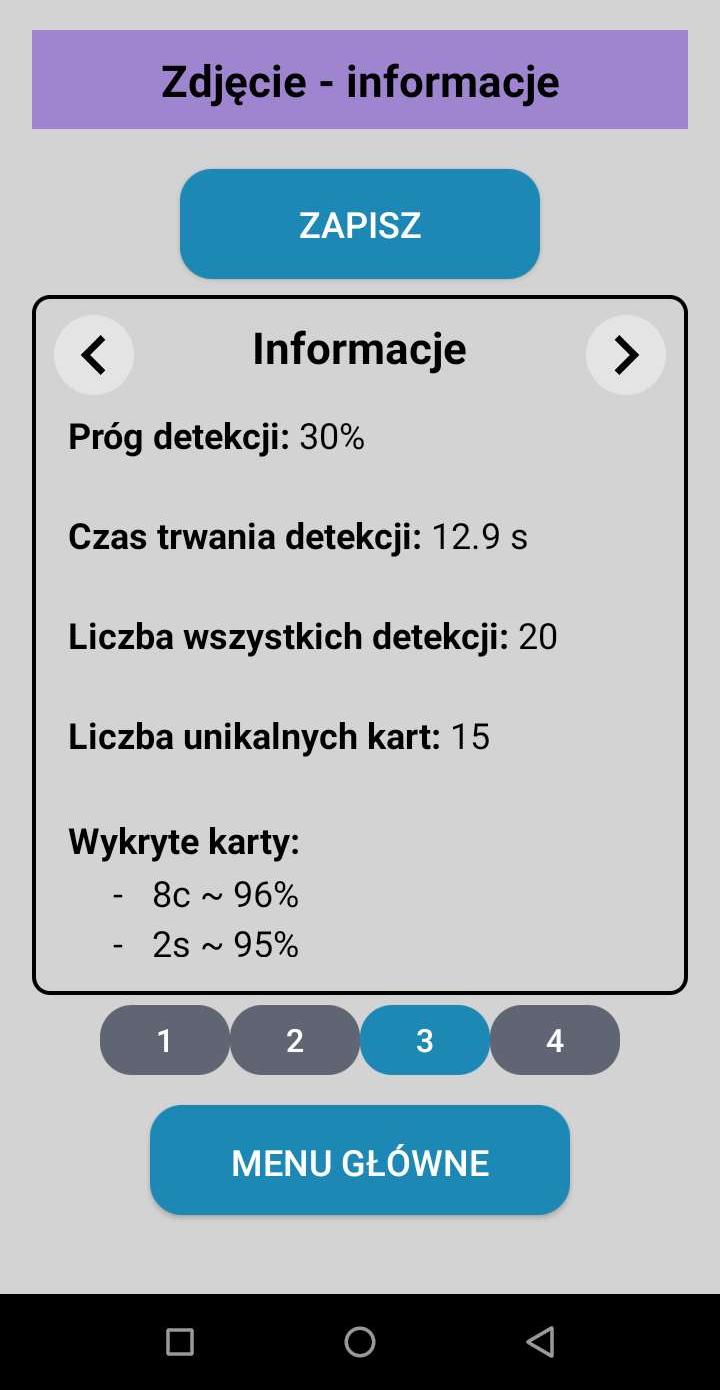 Zdjęcie - informacje
ZAPISZ
Informacje
Próg detekcji: 30%
Czas trwania detekcji: 12.9 s
Liczba wszystkich detekcji: 20
Liczba unikalnych kart: 15
Wykryte karty:
- 8c ~ 96%
- 2s ~ 95%
1 2 3 4
MENU GŁÓWNE